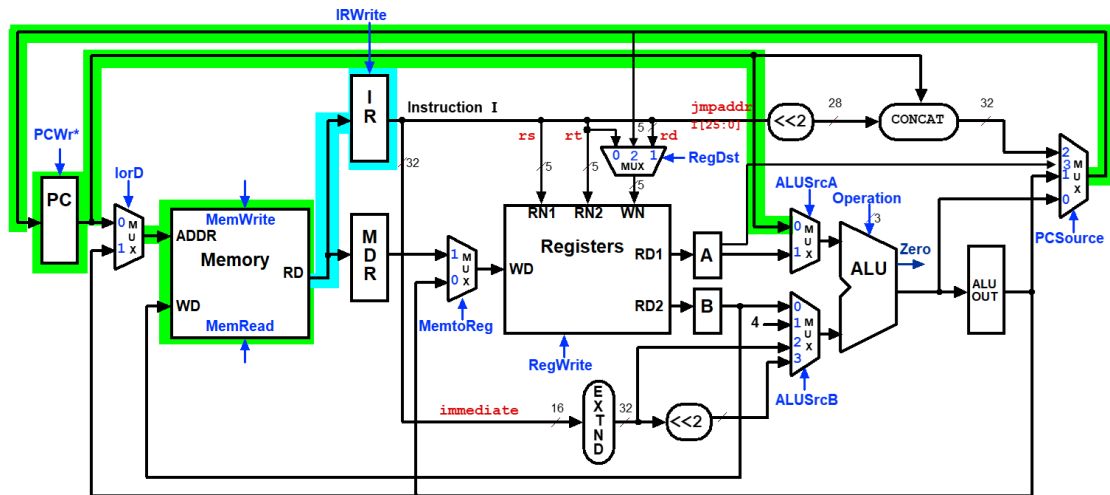 IRWrite
I
R
Instruction I
jmpaddr
I[25:0]
<<2
28
CONCAT
32
rs
rt
rd
5
5
5
5
0 2 1
MUX
RegDst
32
PCWr*
PC
IorD
0
1
M
U
X
MemWrite
ADDR
Memory
RD
WD
MemRead
M
D
R
1
0
M
U
X
MemtoReg
RN1 RN2 WN
Registers
WD
RD1
RD2
RegWrite
A
B
4
ALUSrcA
0
1
M
U
X
0
1
2
3
M
U
X
ALUSrcB
Operation
3
ALU
Zero
ALU
OUT
2
3
1
0
M
U
X
PCSource
immediate
16
E
X
T
N
D
32
<<2